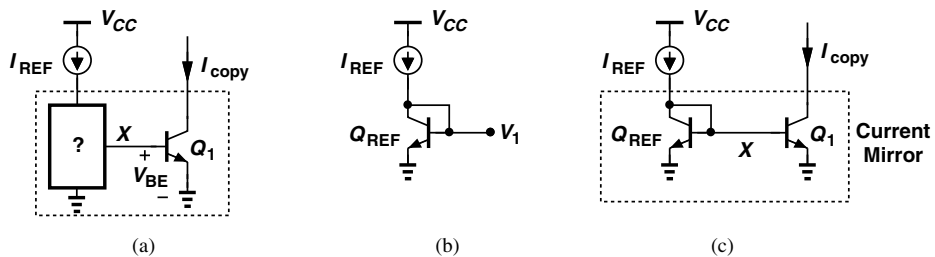 V_CC
I_REF
I_copy
?
X
+
V_BE
−
Q_1
(a)
V_CC
I_REF
Q_REF
V_1
(b)
V_CC
I_REF
I_copy
Q_REF
X
Q_1
Current
Mirror
(c)